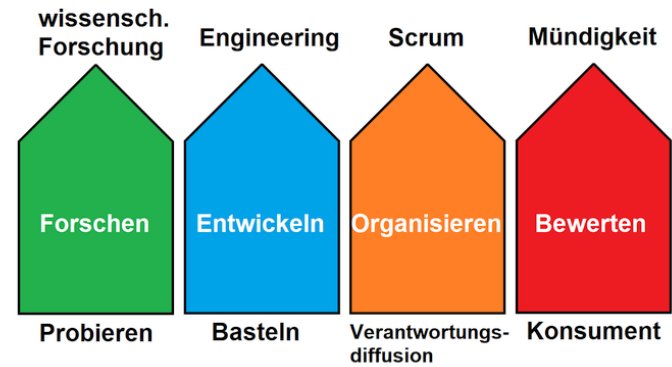 wissensch.
Forschung
Engineering
Scrum
Mündigkeit
Forschen
Entwickeln
Organisieren
Bewerten
Probieren
Basteln
Verantwortungs-
diffusion
Konsument